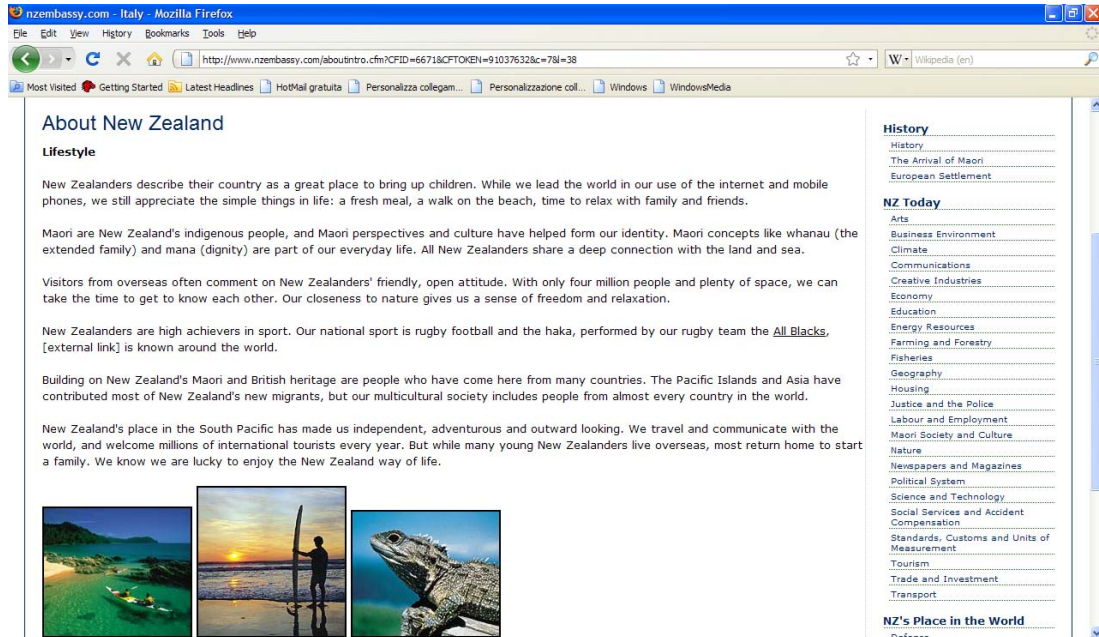 nzembassy.com - Italy - Mozilla Firefox
File Edit View History Bookmarks Tools Help
http://www.nzembassy.com/aboutintro.cfm?CFID=6671&CFTOKEN=91037632&c=7&l=38
W Wikipedia (en)
Most Visited Getting Started Latest Headlines HotMail gratuita Personalizza collegam... Personalizzazione coll... Windows WindowsMedia
About New Zealand
Lifestyle
New Zealanders describe their country as a great place to bring up children. While we lead the world in our use of the internet and mobile
phones, we still appreciate the simple things in life: a fresh meal, a walk on the beach, time to relax with family and friends.
Maori are New Zealand's indigenous people, and Maori perspectives and culture have helped form our identity. Maori concepts like whanau (the
extended family) and mana (dignity) are part of our everyday life. All New Zealanders share a deep connection with the land and sea.
Visitors from overseas often comment on New Zealanders' friendly, open attitude. With only four million people and plenty of space, we can
take the time to get to know each other. Our closeness to nature gives us a sense of freedom and relaxation.
New Zealanders are high achievers in sport. Our national sport is rugby football and the haka, performed by our rugby team the All Blacks,
[external link] is known around the world.
Building on New Zealand's Maori and British heritage are people who have come here from many countries. The Pacific Islands and Asia have
contributed most of New Zealand's new migrants, but our multicultural society includes people from almost every country in the world.
New Zealand's place in the South Pacific has made us independent, adventurous and outward looking. We travel and communicate with the
world, and welcome millions of international tourists every year. But while many young New Zealanders live overseas, most return home to start
a family. We know we are lucky to enjoy the New Zealand way of life.
History
History
The Arrival of Maori
European Settlement
NZ Today
Arts
Business Environment
Climate
Communications
Creative Industries
Economy
Education
Energy Resources
Farming and Forestry
Fisheries
Geography
Housing
Justice and the Police
Labour and Employment
Maori Society and Culture
Nature
Newspapers and Magazines
Political System
Science and Technology
Social Services and Accident
Compensation
Standards, Customs and Units of
Measurement
Tourism
Trade and Investment
Transport
NZ's Place in the World
Defence